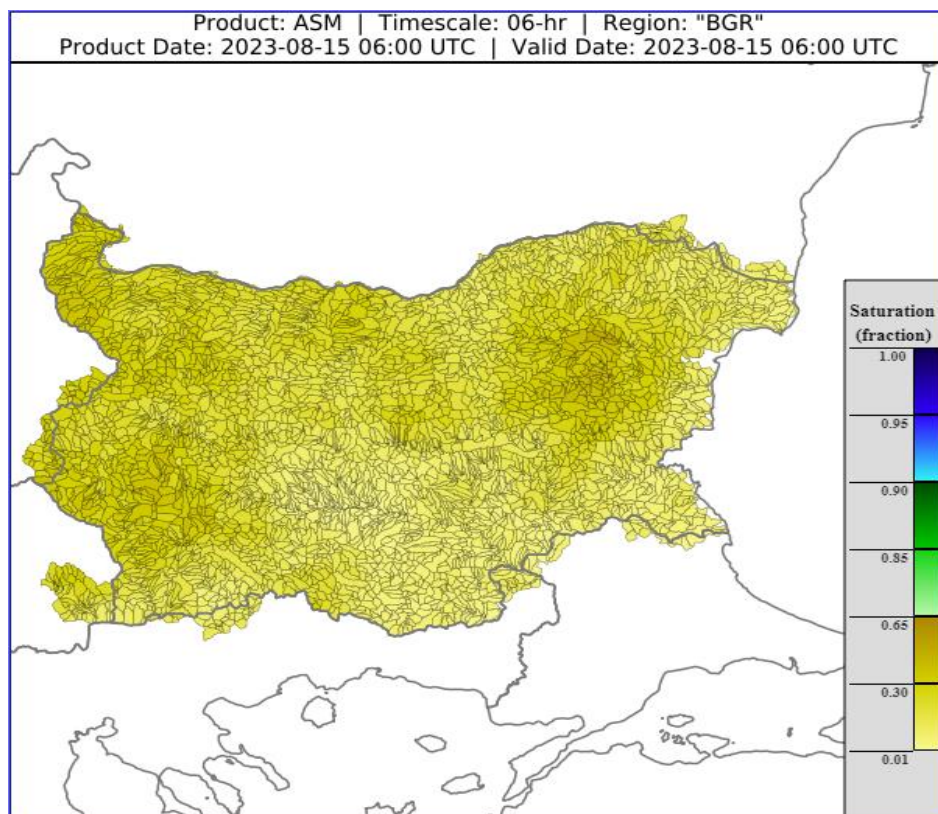 Product: ASM | Timescale: 06-hr | Region: "BGR"
Product Date: 2023-08-15 06:00 UTC | Valid Date: 2023-08-15 06:00 UTC
Saturation
(fraction)
1.00
0.95
0.90
0.85
0.65
0.30
0.01